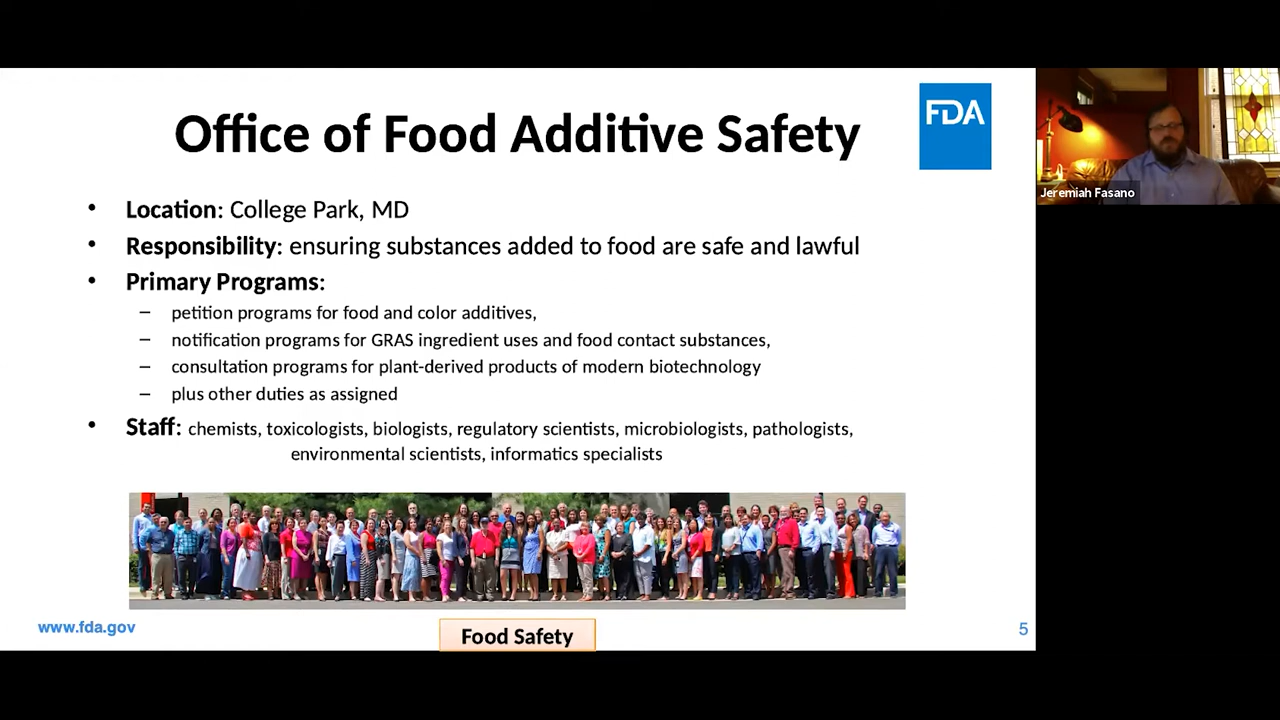 Office of Food Additive Safety
FDA
Jeremiah Fasano
• Location: College Park, MD
• Responsibility: ensuring substances added to food are safe and lawful
• Primary Programs:
– petition programs for food and color additives,
– notification programs for GRAS ingredient uses and food contact substances,
– consultation programs for plant-derived products of modern biotechnology
– plus other duties as assigned
• Staff: chemists, toxicologists, biologists, regulatory scientists, microbiologists, pathologists,
environmental scientists, informatics specialists
www.fda.gov
Food Safety
5